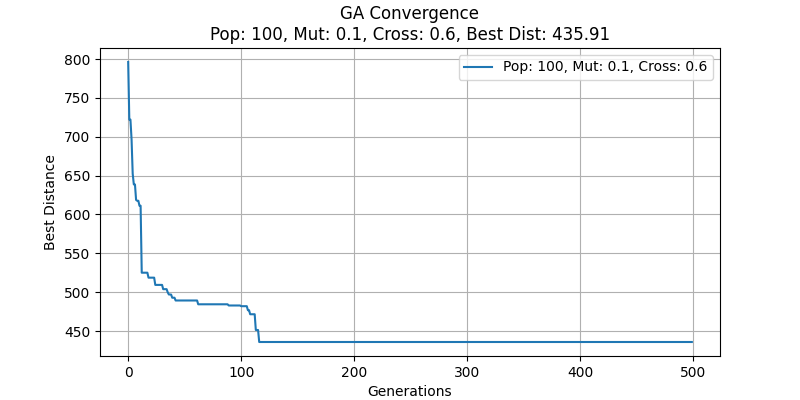 GA Convergence
Pop: 100, Mut: 0.1, Cross: 0.6, Best Dist: 435.91
Pop: 100, Mut: 0.1, Cross: 0.6
Best Distance
800
750
700
650
600
550
500
450
0 100 200 300 400 500
Generations